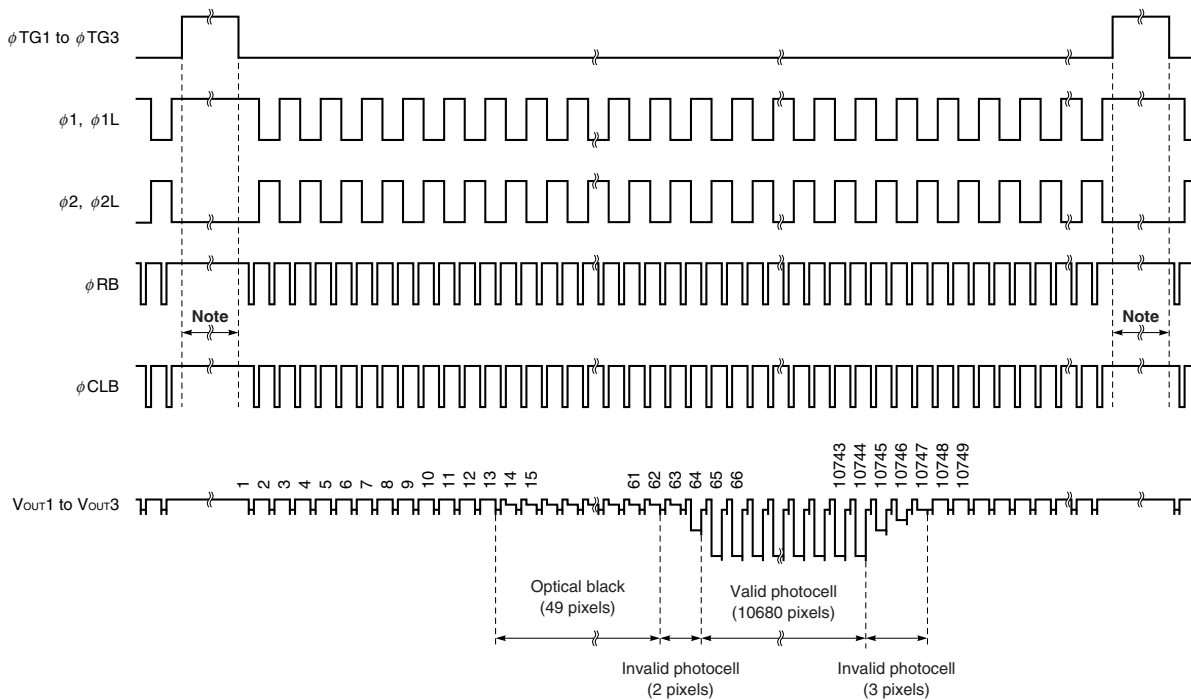 φTG1 to φTG3
φ1, φ1L
φ2, φ2L
φRB
Note
Note
φCLB
1
2
3
4
5
6
7
8
9
10
11
12
13
14
15
61
62
63
64
65
66
10743
10744
10745
10746
10747
10748
10749
VOUT1 to VOUT3
Optical black
(49 pixels)
Valid photocell
(10680 pixels)
Invalid photocell
(2 pixels)
Invalid photocell
(3 pixels)